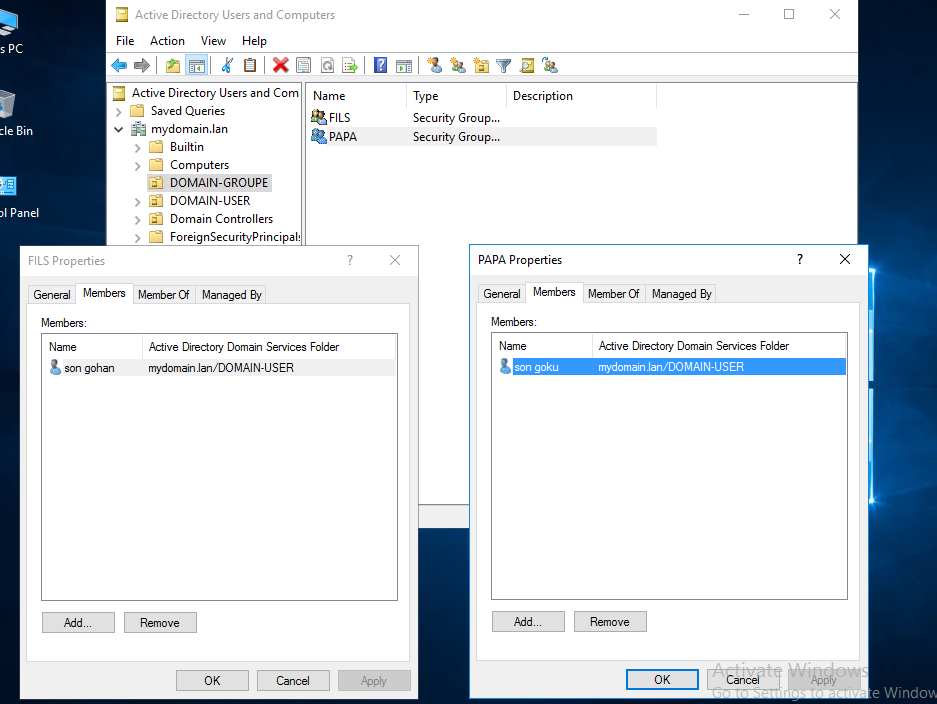 Active Directory Users and Computers
File Action View Help
s PC
cle Bin
ol Panel
Active Directory Users and Com
Saved Queries
mydomain.lan
Builtin
Computers
DOMAIN-GROUPE
DOMAIN-USER
Domain Controllers
ForeignSecurityPrincipals
Name Type Description
FILS Security Group...
PAPA Security Group...
FILS Properties ?
General Members Member Of Managed By
Members:
Name Active Directory Domain Services Folder
son gohan mydomain.lan/DOMAIN-USER
Add... Remove
OK Cancel Apply
PAPA Properties ?
General Members Member Of Managed By
Members:
Name Active Directory Domain Services Folder
son goku mydomain.lan/DOMAIN-USER
Add... Remove
OK Cancel Apply
Activate Windows
Go to Settings to activate Window